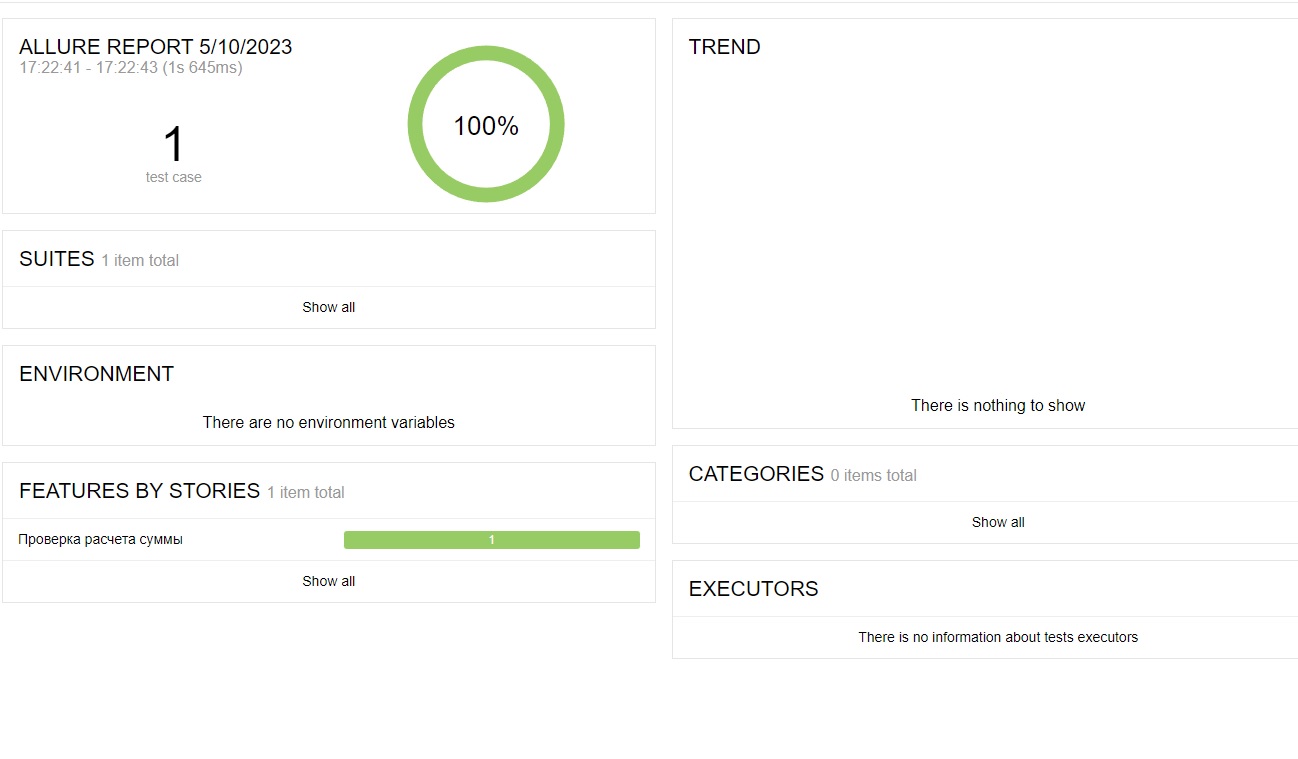 ALLURE REPORT 5/10/2023
17:22:41 - 17:22:43 (1s 645ms)
1
test case
100%
SUITES 1 item total
Show all
ENVIRONMENT
There are no environment variables
FEATURES BY STORIES 1 item total
Проверка расчета суммы 1
Show all
TREND
There is nothing to show
CATEGORIES 0 items total
Show all
EXECUTORS
There is no information about tests executors